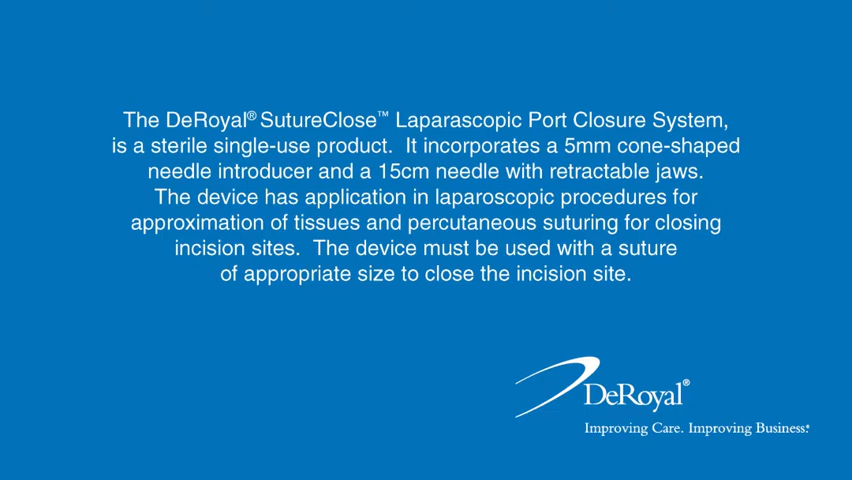 The DeRoyal® SutureClose™ Laparascopic Port Closure System,
is a sterile single-use product. It incorporates a 5mm cone-shaped
needle introducer and a 15cm needle with retractable jaws.
The device has application in laparoscopic procedures for
approximation of tissues and percutaneous suturing for closing
incision sites. The device must be used with a suture
of appropriate size to close the incision site.
DeRoyal®
Improving Care. Improving Business.®